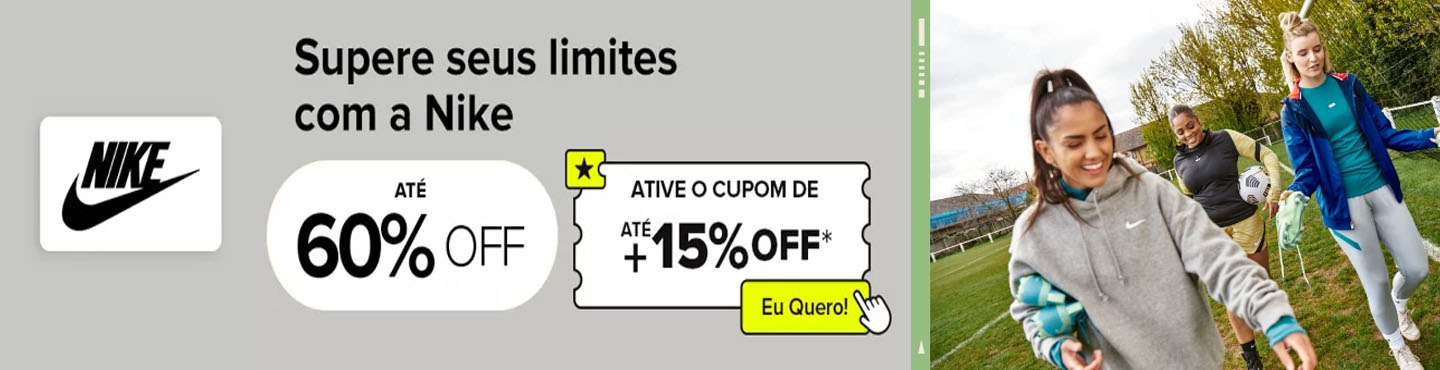 NIKE
Supere seus limites
com a Nike
ATÉ
60% OFF
ATIVE O CUPOM DE
ATÉ
+15% OFF*
Eu Quero!